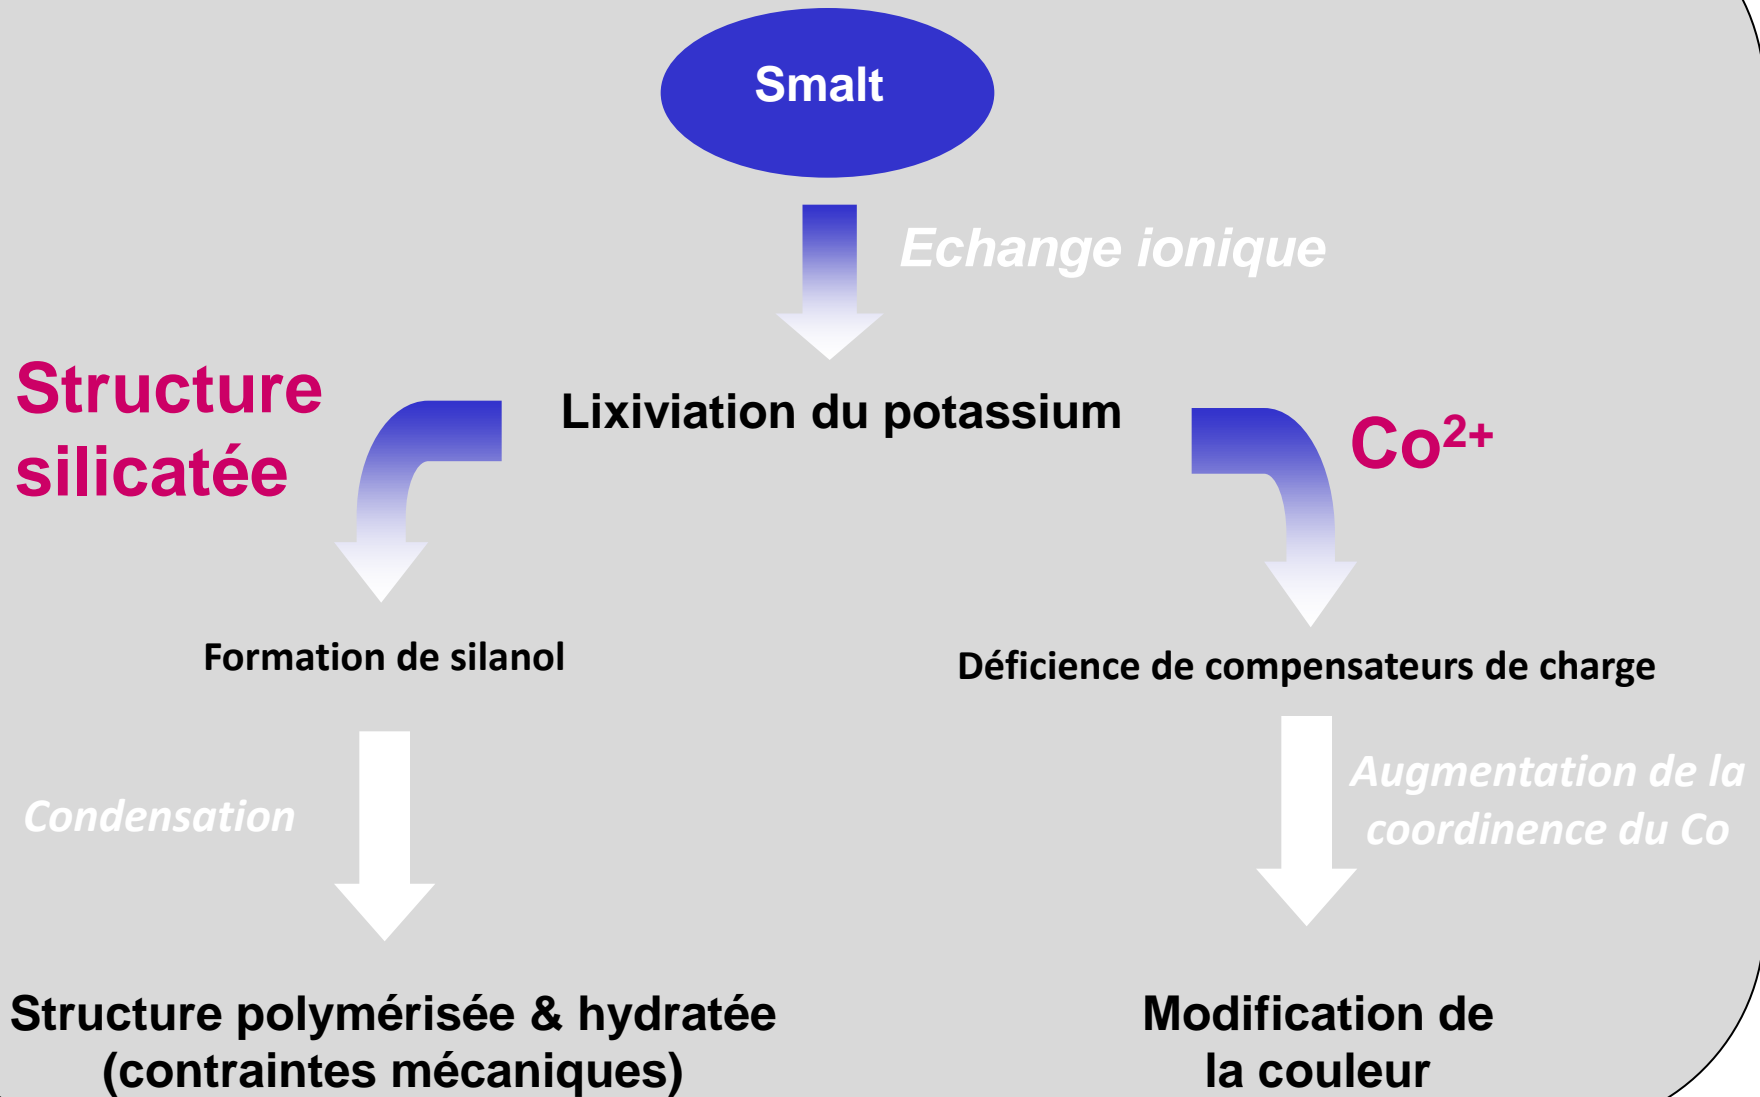 Smalt
Echange ionique
Structure
silicatée
Lixiviation du potassium
Co²⁺
Formation de silanol
Déficience de compensateurs de charge
Condensation
Augmentation de la
coordinence du Co
Structure polymérisée & hydratée
(contraintes mécaniques)
Modification de
la couleur